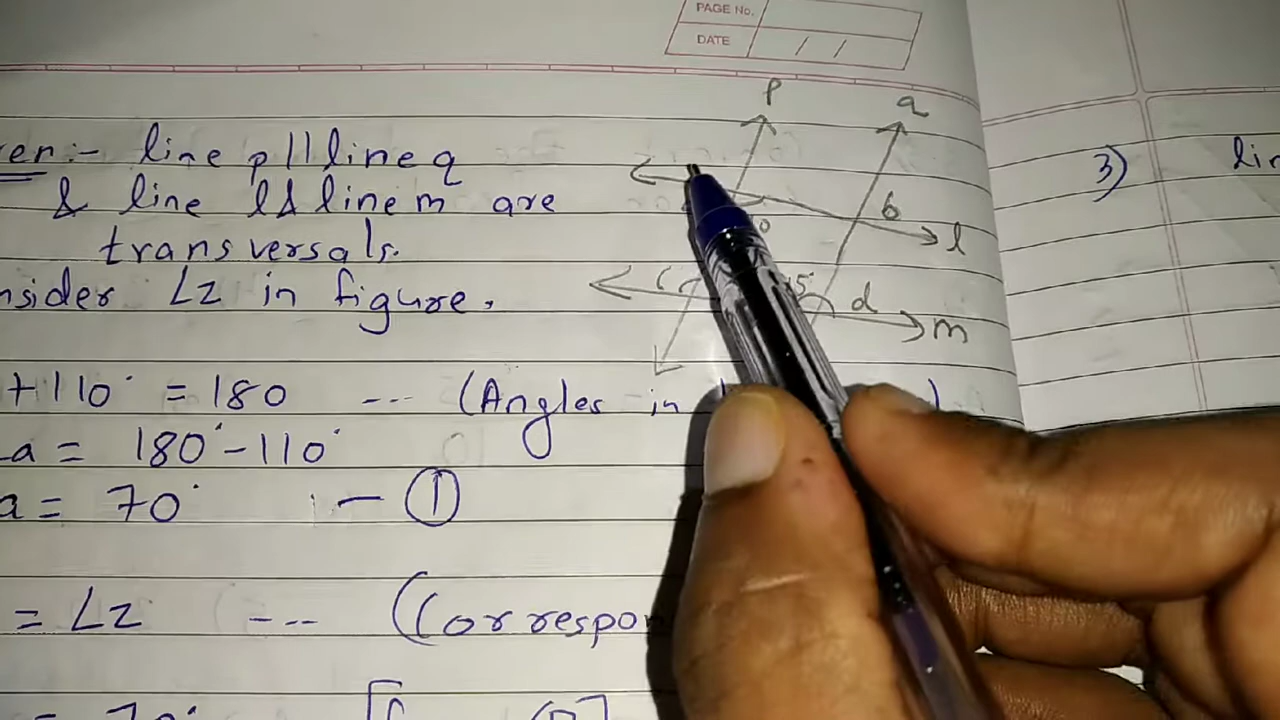 PAGE No.
DATE / /
p
q
en:- line p || line q
& line l & line m are
transversals.
nsider ∠z in figure.
b
l
c
d
m
3)
+110° = 180 --- (Angles in
a = 180° - 110°
a = 70° - ①
= ∠z --- (Correspon